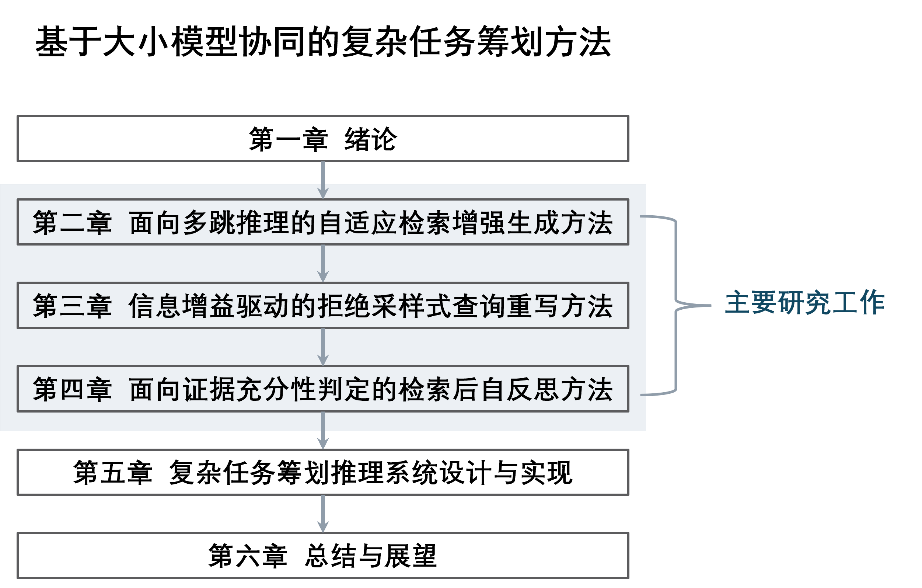 基于大小模型协同的复杂任务筹划方法
第一章 绪论
第二章 面向多跳推理的自适应检索增强生成方法
第三章 信息增益驱动的拒绝采样式查询重写方法
第四章 面向证据充分性判定的检索后自反思方法
主要研究工作
第五章 复杂任务筹划推理系统设计与实现
第六章 总结与展望